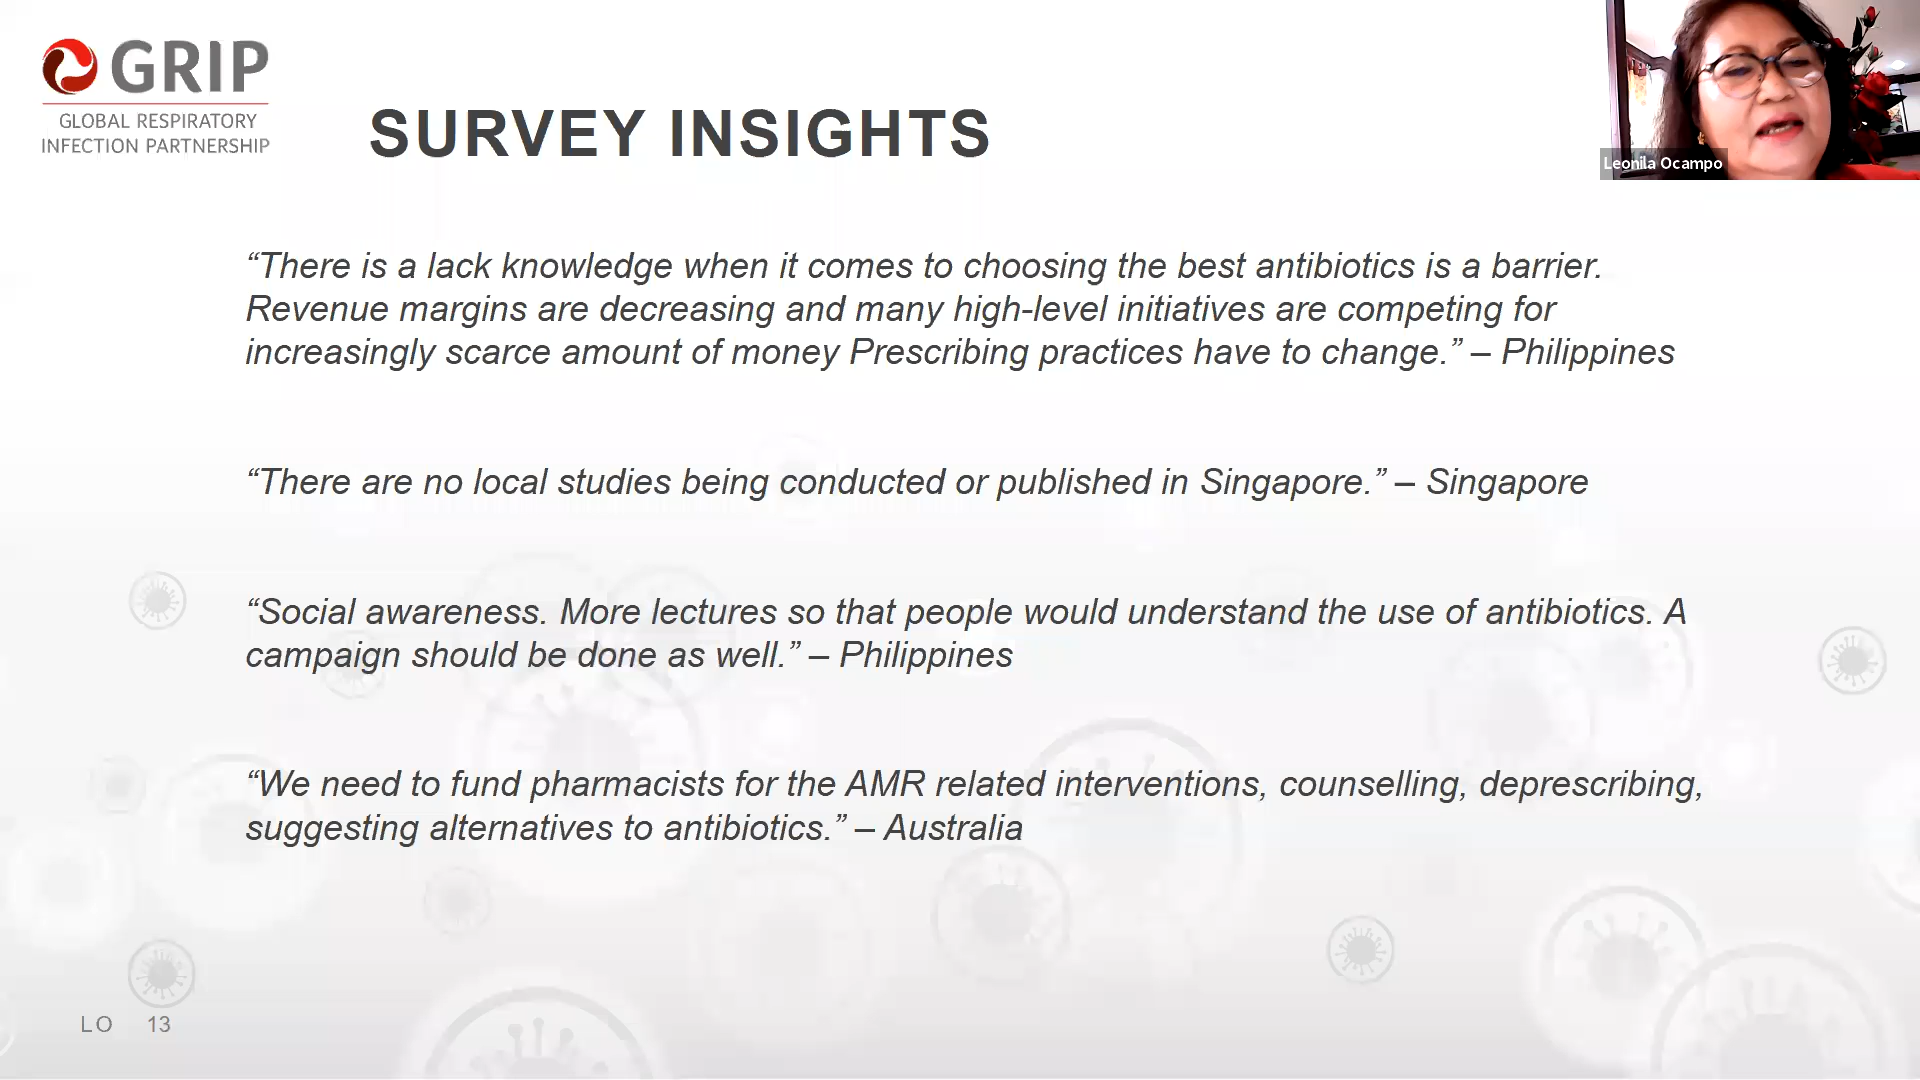 GRIP
GLOBAL RESPIRATORY
INFECTION PARTNERSHIP
SURVEY INSIGHTS
Leonila Ocampo
“There is a lack knowledge when it comes to choosing the best antibiotics is a barrier.
Revenue margins are decreasing and many high-level initiatives are competing for
increasingly scarce amount of money Prescribing practices have to change.” – Philippines
“There are no local studies being conducted or published in Singapore.” – Singapore
“Social awareness. More lectures so that people would understand the use of antibiotics. A
campaign should be done as well.” – Philippines
“We need to fund pharmacists for the AMR related interventions, counselling, deprescribing,
suggesting alternatives to antibiotics.” – Australia
LO 13